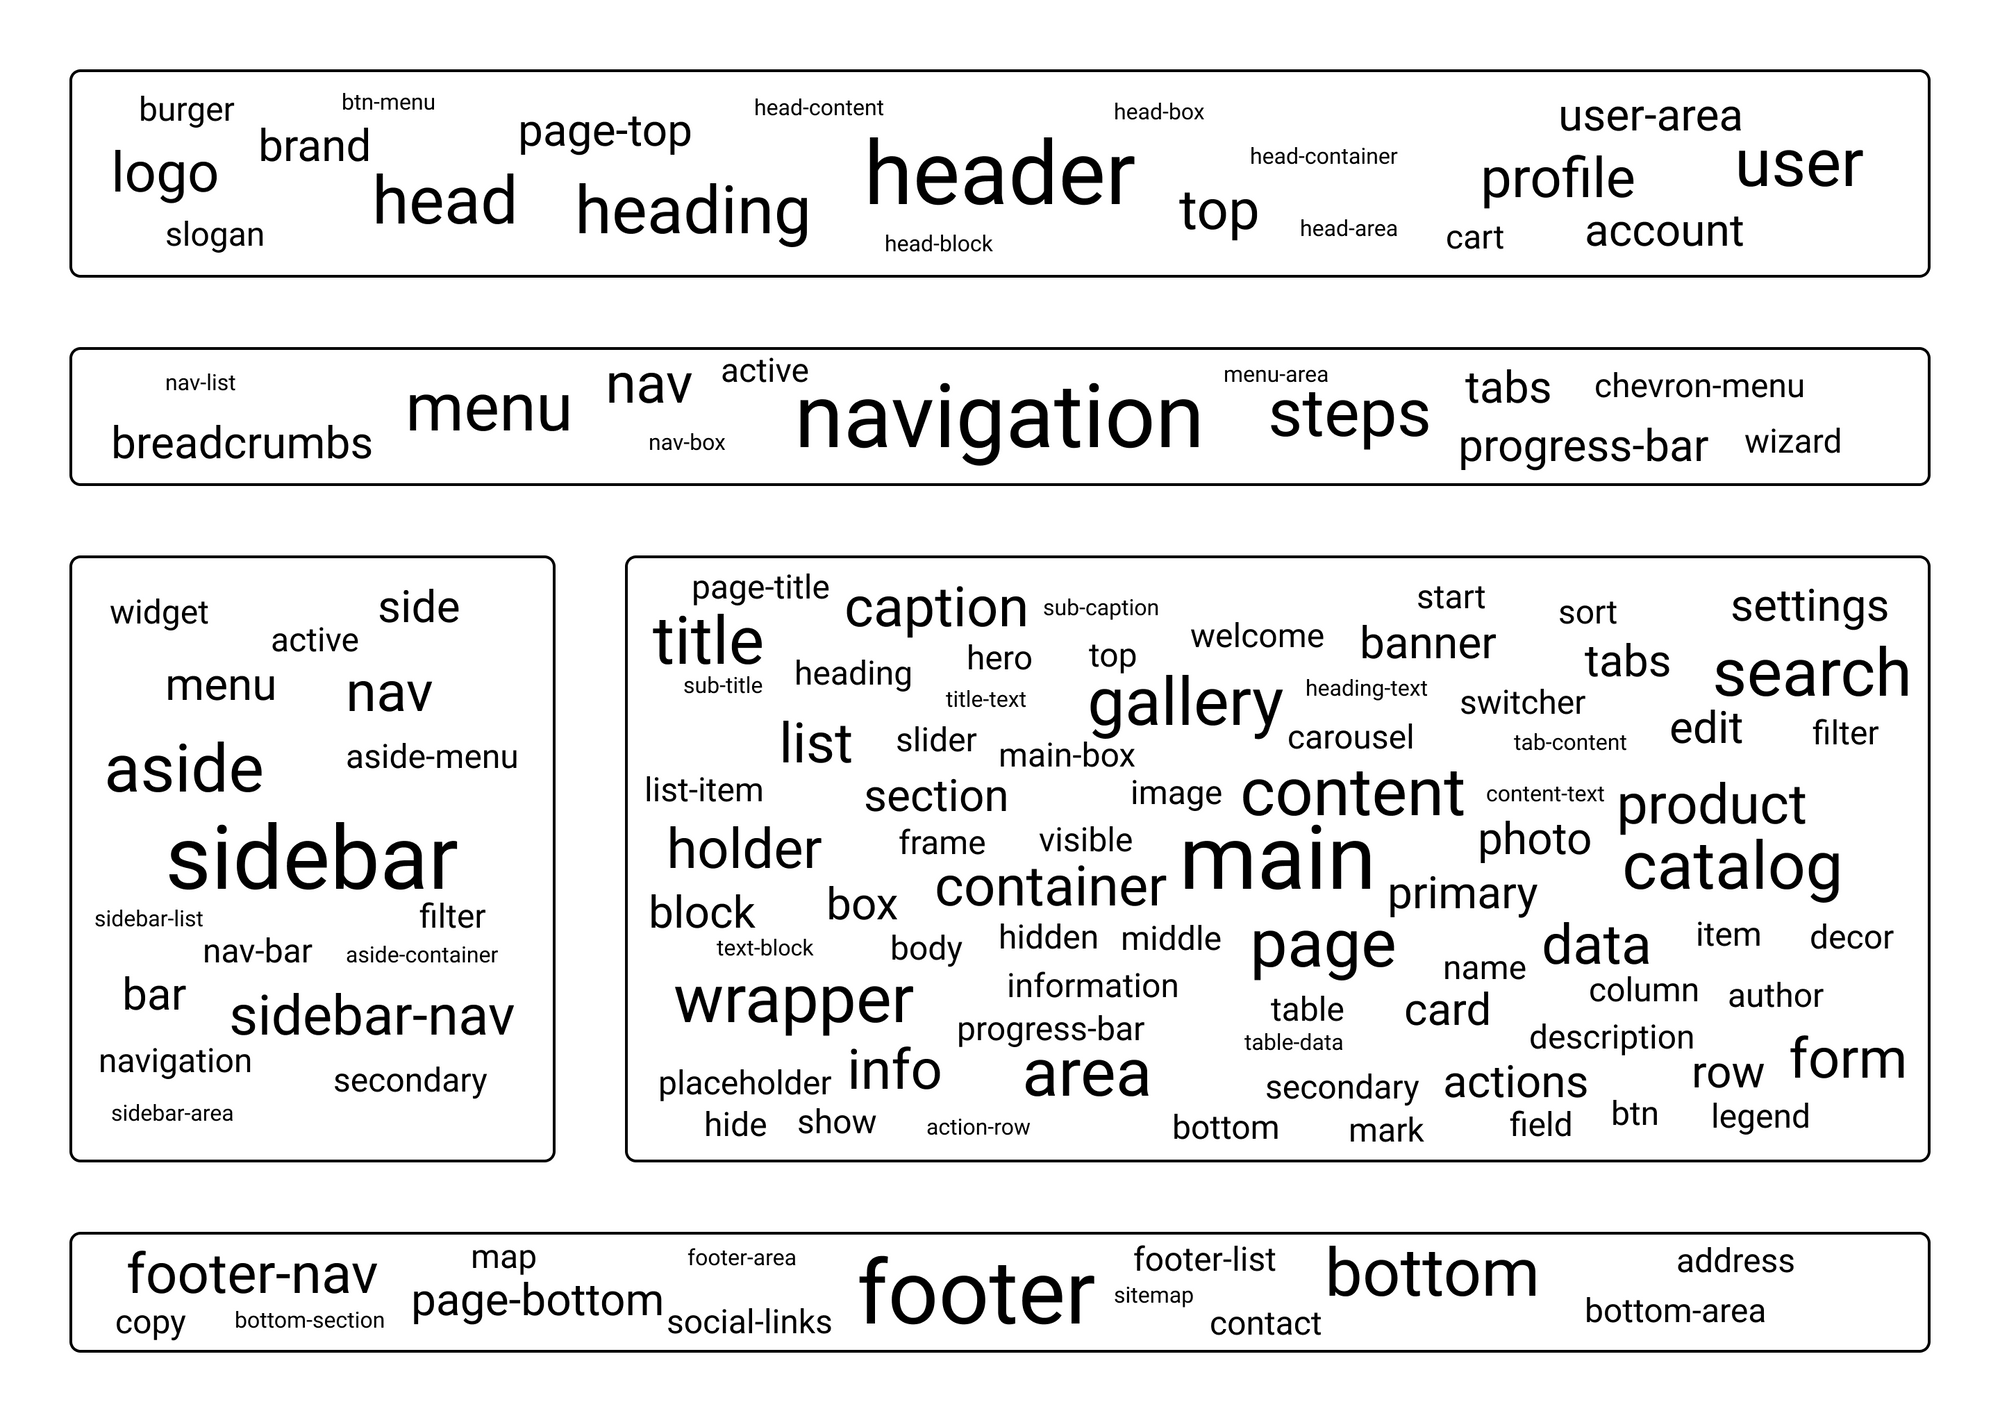 burger btn-menu head-content head-box user-area
logo brand page-top header head-container profile user
head heading top head-area
slogan head-block cart account
nav-list menu nav active navigation menu-area steps tabs chevron-menu
breadcrumbs nav-box progress-bar wizard
widget side
active
menu nav
aside aside-menu
sidebar
sidebar-list filter
nav-bar aside-container
bar sidebar-nav
navigation secondary
sidebar-area
page-title caption sub-caption start sort settings
title heading hero top welcome banner tabs search
sub-title title-text gallery heading-text switcher edit filter
list slider main-box carousel tab-content
list-item section image content content-text product
holder frame visible main photo catalog
block box container primary
text-block body hidden middle page data item decor
wrapper information name column author
progress-bar table card
table-data description
placeholder info area secondary actions row form
hide show action-row bottom mark field btn legend
footer-nav map footer-area footer footer-list bottom address
copy bottom-section page-bottom social-links sitemap contact bottom-area